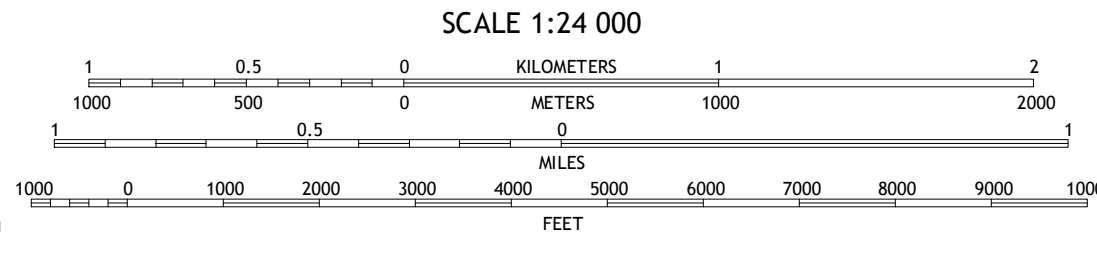 SCALE 1:24 000
1 0.5 0 KILOMETERS 1 2
1000 500 0 METERS 1000 2000
1 0.5 0 1
MILES
1000 0 1000 2000 3000 4000 5000 6000 7000 8000 9000 1000
FEET